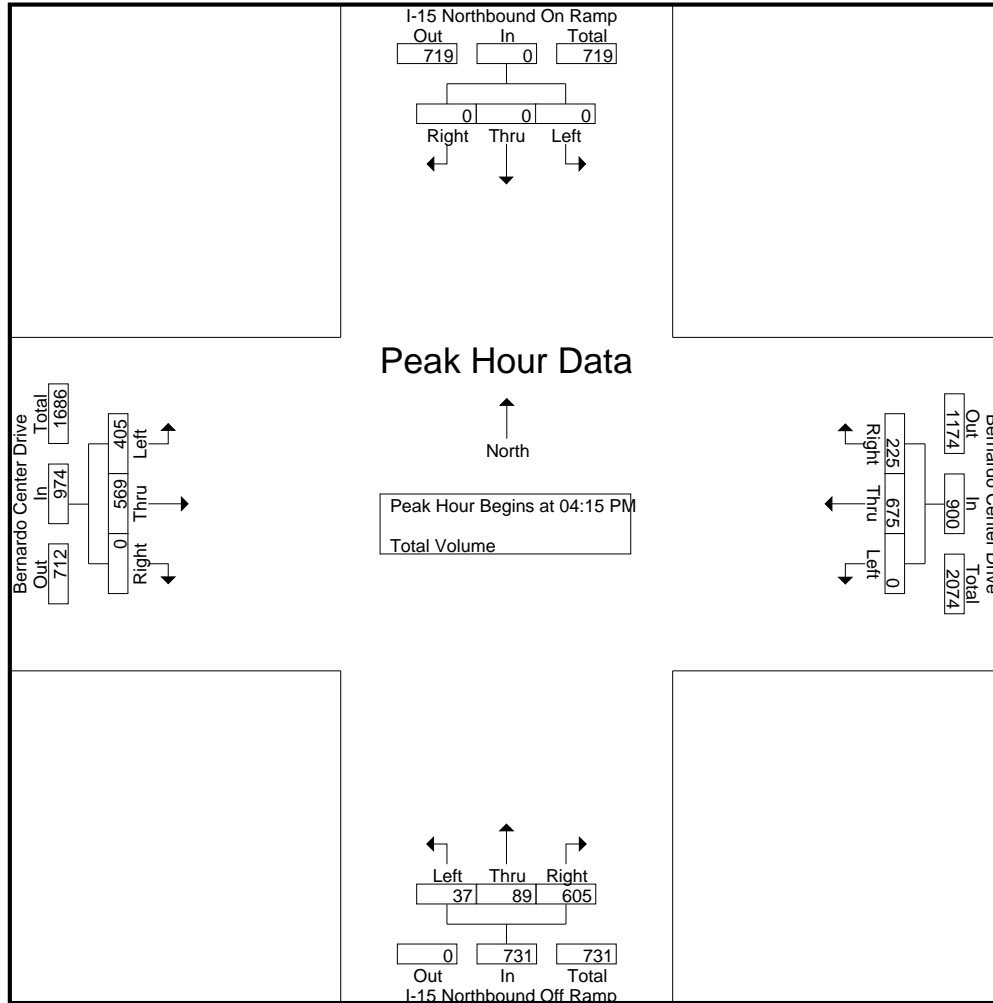 I-15 Northbound On Ramp
Out In Total
719 0 719
0 0 0
Right Thru Left
Peak Hour Data
North
Peak Hour Begins at 04:15 PM
Total Volume
Bernardo Center Drive
Total In Out
1686 974 712
405 569 0
Left Thru Right
Bernardo Center Drive
Out In Total
1174 900 2074
225 675 0
Right Thru Left
Left Thru Right
37 89 605
0 731 731
Out In Total
I-15 Northbound Off Ramp